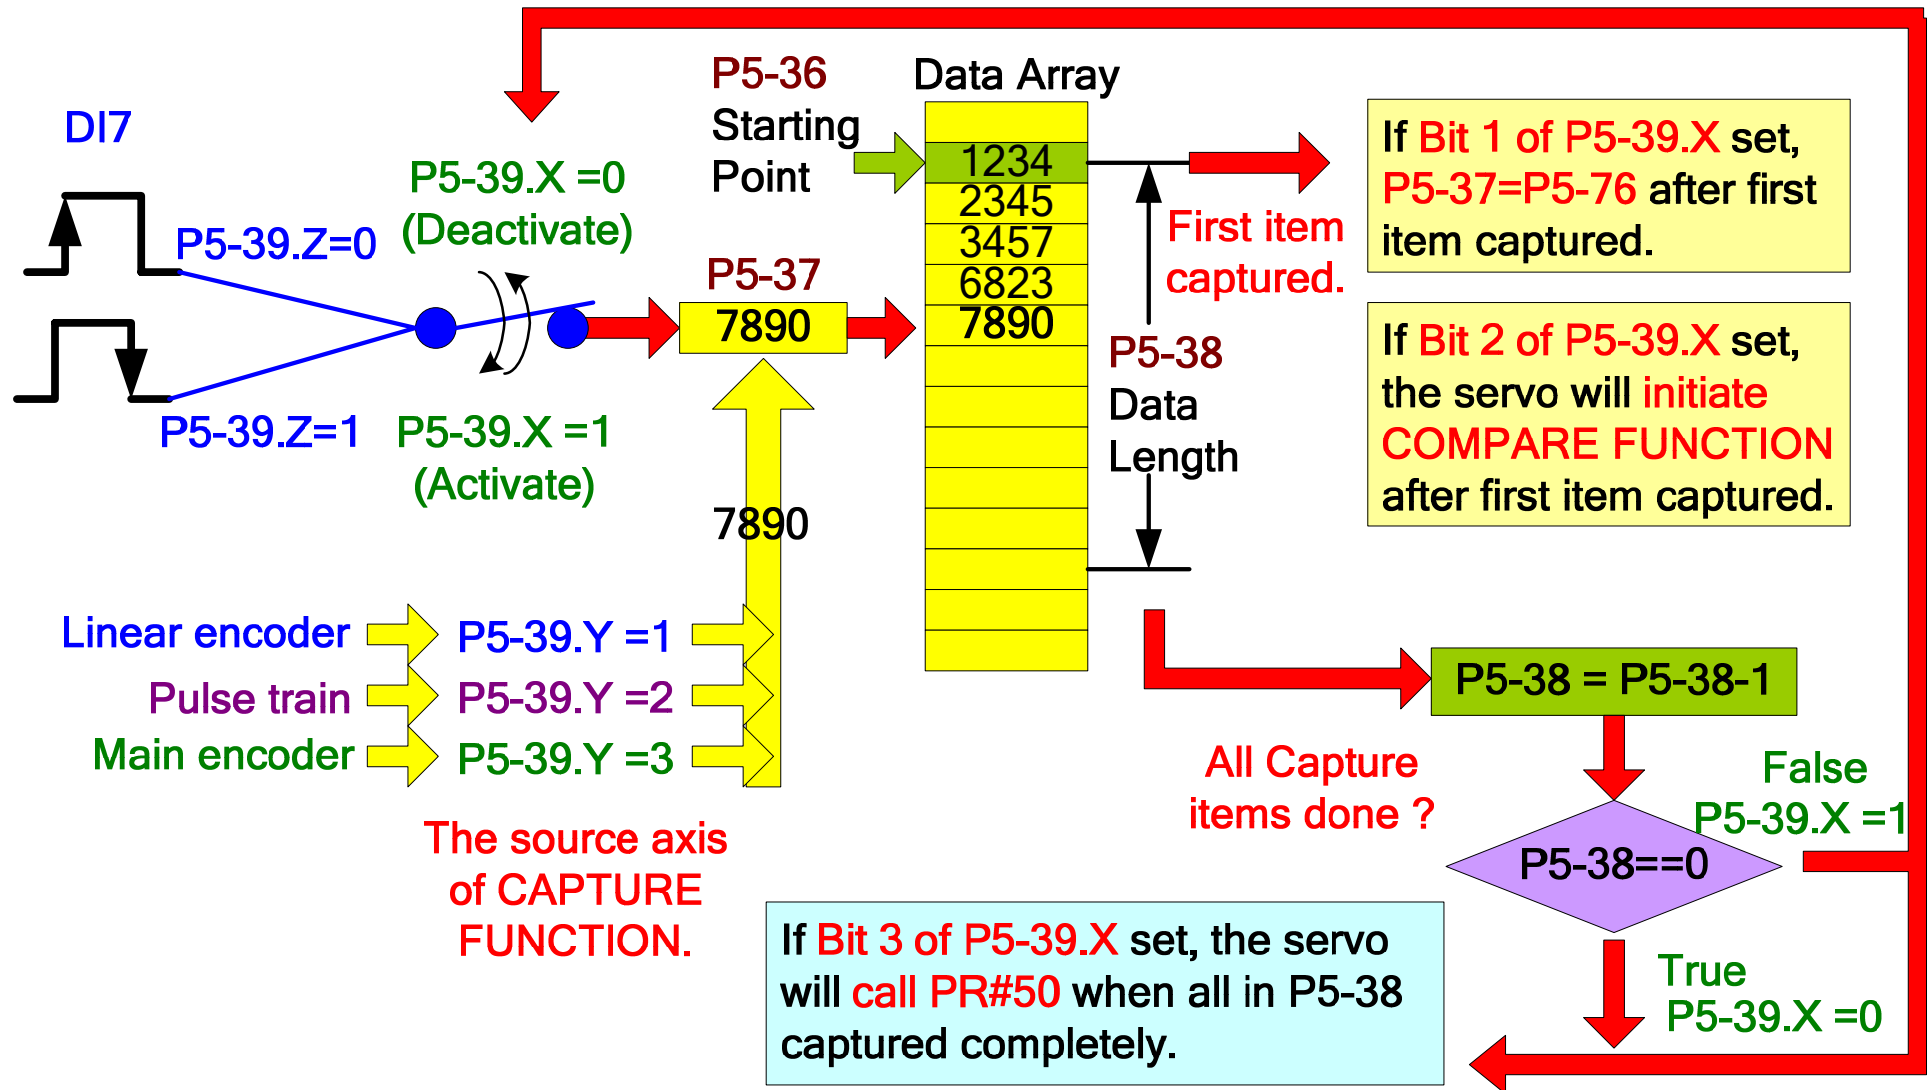 DI7
P5-39.Z=0
P5-39.Z=1
P5-39.X =0
(Deactivate)
P5-39.X =1
(Activate)
P5-36
Starting
Point
P5-37
7890
7890
Data Array
1234
2345
3457
6823
7890
P5-38
Data
Length
First item
captured.
If Bit 1 of P5-39.X set,
P5-37=P5-76 after first
item captured.
If Bit 2 of P5-39.X set,
the servo will initiate
COMPARE FUNCTION
after first item captured.
Linear encoder
P5-39.Y =1
Pulse train
P5-39.Y =2
Main encoder
P5-39.Y =3
The source axis
of CAPTURE
FUNCTION.
P5-38 = P5-38-1
All Capture
items done ?
P5-38==0
False
P5-39.X =1
True
P5-39.X =0
If Bit 3 of P5-39.X set, the servo
will call PR#50 when all in P5-38
captured completely.